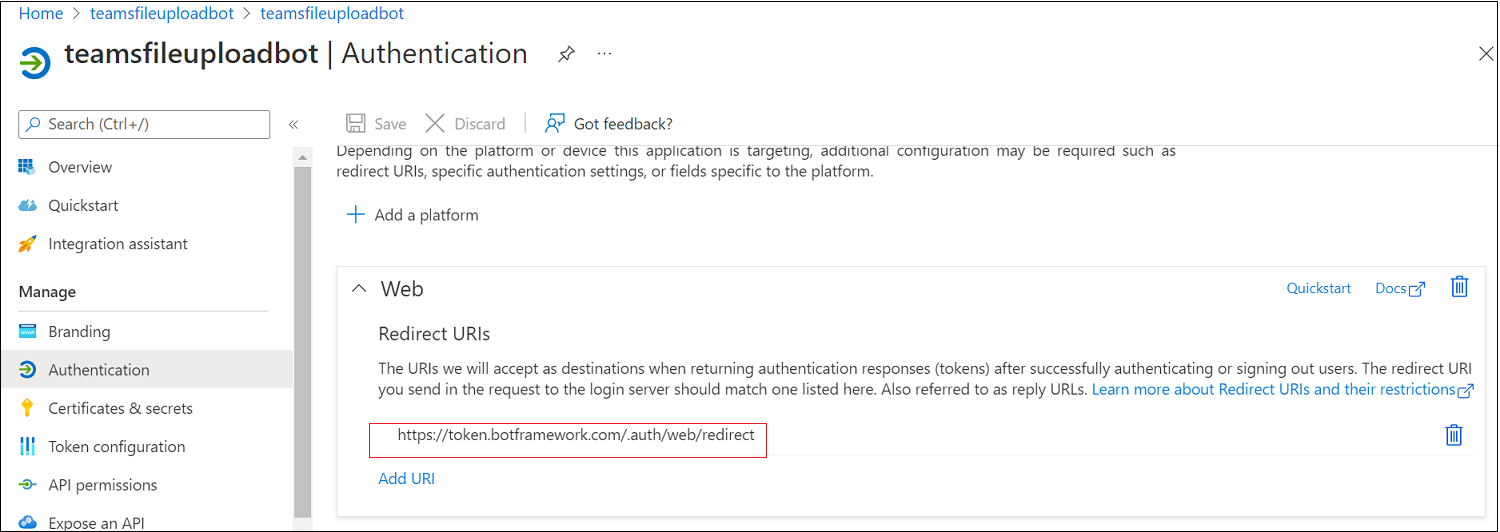 Home > teamsfileuploadbot > teamsfileuploadbot
teamsfileuploadbot | Authentication
Search (Ctrl+/)
«
Save
Discard
Got feedback?
Overview
Quickstart
Integration assistant
Manage
Branding
Authentication
Certificates & secrets
Token configuration
API permissions
Expose an API
Depending on the platform or device this application is targeting, additional configuration may be required such as
redirect URIs, specific authentication settings, or fields specific to the platform.
Add a platform
Web
Quickstart
Docs
Redirect URIs
The URIs we will accept as destinations when returning authentication responses (tokens) after successfully authenticating or signing out users. The redirect URI
you send in the request to the login server should match one listed here. Also referred to as reply URLs. Learn more about Redirect URIs and their restrictions
https://token.botframework.com/.auth/web/redirect
Add URI